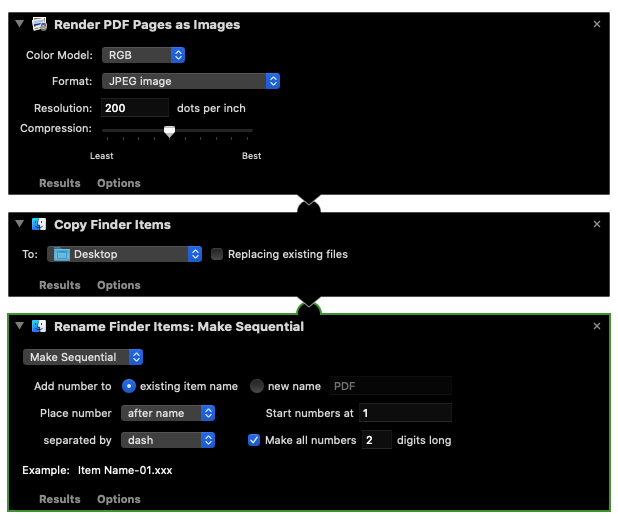 Render PDF Pages as Images
Color Model: RGB
Format: JPEG image
Resolution: 200 dots per inch
Compression:
Least Best
Results Options
Copy Finder Items
To: Desktop Replacing existing files
Results Options
Rename Finder Items: Make Sequential
Make Sequential
Add number to existing item name new name PDF
Place number after name Start numbers at 1
separated by dash Make all numbers 2 digits long
Example: Item Name-01.xxx
Results Options